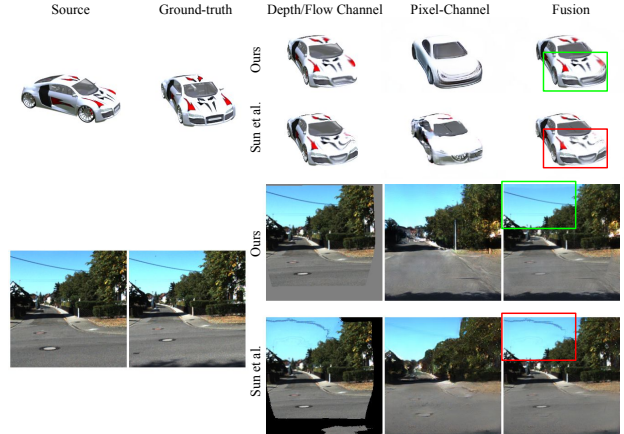 Source Ground-truth Depth/Flow Channel Pixel-Channel Fusion
Ours
Sun et al.
Ours
Sun et al.